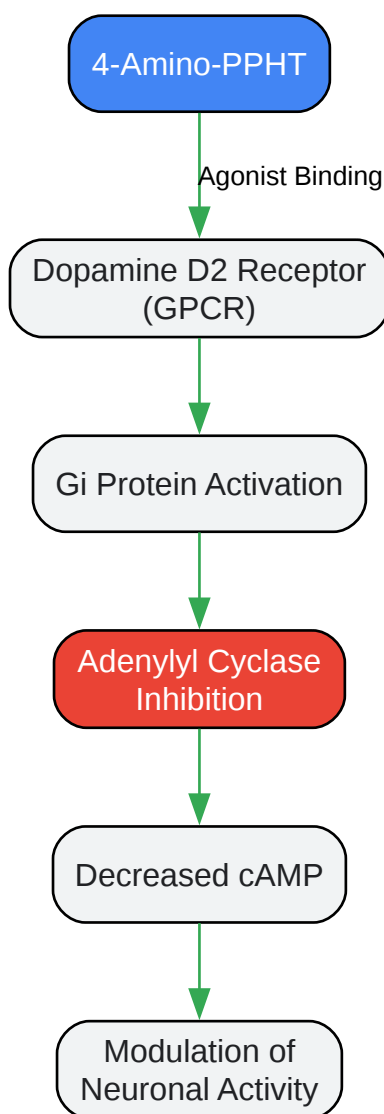 4-Amino-PPHT
Agonist Binding
Dopamine D2 Receptor
(GPCR)
Gi Protein Activation
Adenylyl Cyclase
Inhibition
Decreased cAMP
Modulation of
Neuronal Activity